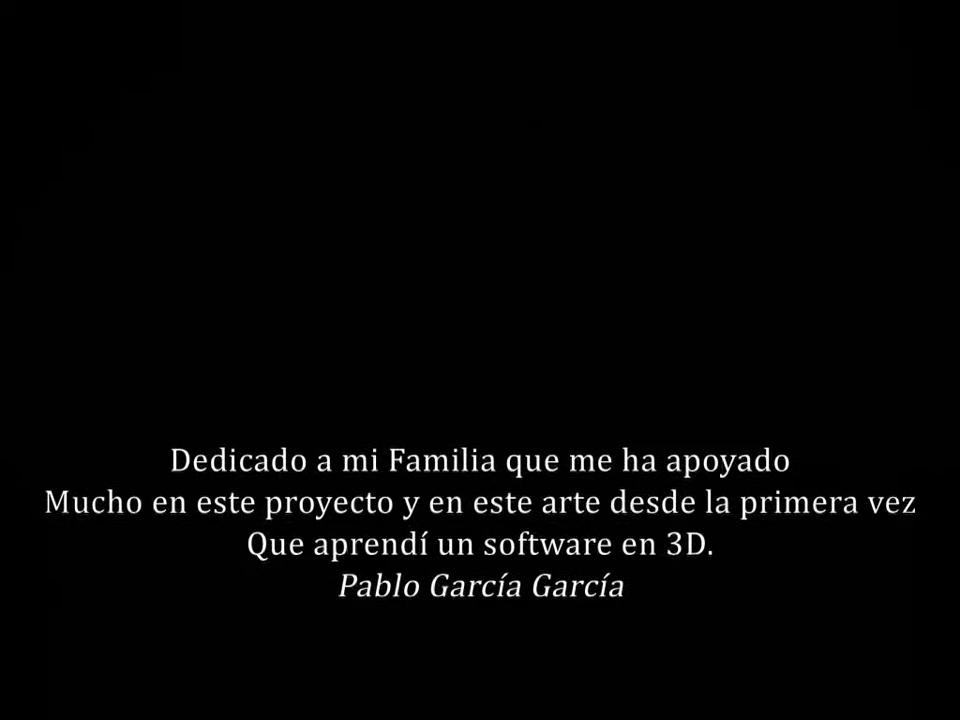 Dedicado a mi Familia que me ha apoyado
Mucho en este proyecto y en este arte desde la primera vez
Que aprendí un software en 3D.
Pablo García García